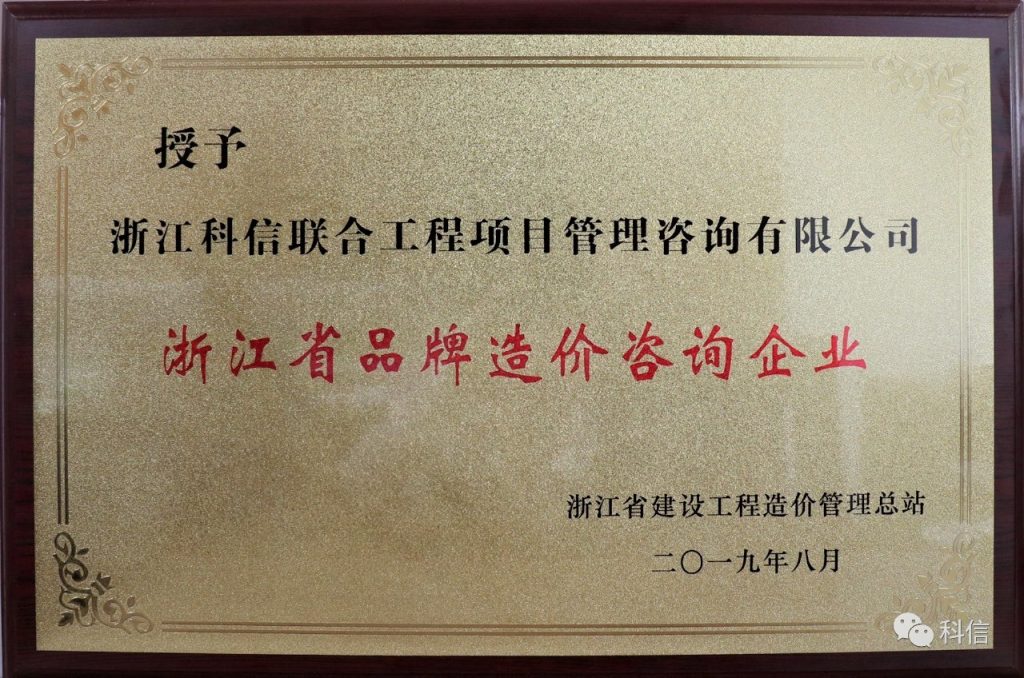 授予
浙江科信联合工程项目管理咨询有限公司
浙江省品牌造价咨询企业
浙江省建设工程造价管理总站
二〇一九年八月
科信